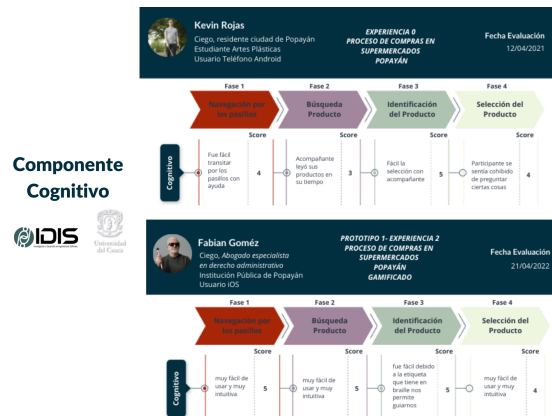 Componente
Cognitivo
IDIS
Universidad
del Cauca
Kevin Rojas
Ciego, residente ciudad de Popayán
Estudiante Artes Plásticas
Usuario Teléfono Android
EXPERIENCIA 0
PROCESO DE COMPRAS EN
SUPERMERCADOS
POPAYÁN
Fecha Evaluación
12/04/2021
Fase 1
Fase 2
Fase 3
Fase 4
Navegación por
los pasillos
Búsqueda
Producto
Identificación
del Producto
Selección del
Producto
Score
Score
Score
Score
Cognitivo
Fue fácil
transitar
por los
pasillos con
ayuda
4
Acompañante
leyó sus
productos en
su tiempo
3
Fácil la
selección con
acompañante
5
Participante se
sentía cohibido
de preguntar
ciertas cosas
4
Fabian Goméz
Ciego, Abogado especialista
en derecho administrativo
Institución Pública de Popayán
Usuario iOS
PROTOTIPO 1- EXPERIENCIA 2
PROCESO DE COMPRAS EN
SUPERMERCADOS
POPAYÁN
GAMIFICADO
Fecha Evaluación
21/04/2022
Fase 1
Fase 2
Fase 3
Fase 4
Navegación por
los pasillos
Búsqueda
Producto
Identificación
del Producto
Selección del
Producto
Score
Score
Score
Score
Cognitivo
muy fácil de
usar y muy
intuitiva
5
muy fácil de
usar y muy
intuitiva
5
fue fácil debido
a la etiqueta
que tiene en
braille nos
permite
guiarnos
5
muy fácil de
usar y muy
intuitiva
4